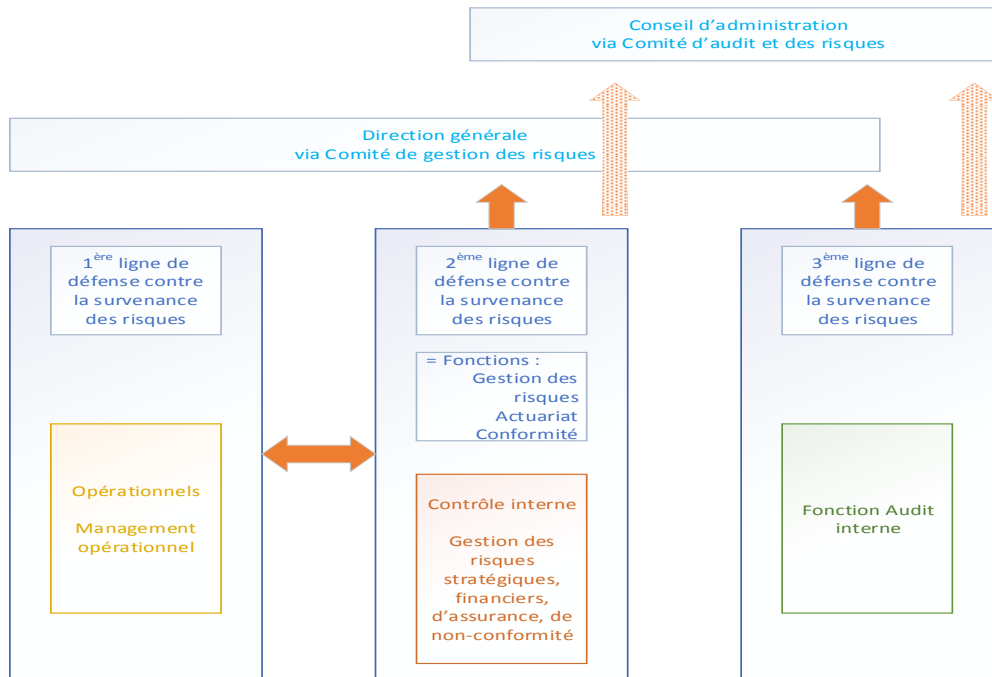 Conseil d’administration
via Comité d’audit et des risques
Direction générale
via Comité de gestion des risques
1ère ligne de
défense contre
la survenance
des risques
Opérationnels
Management
opérationnel
2ème ligne de
défense contre
la survenance
des risques
= Fonctions :
Gestion des
risques
Actuariat
Conformité
Contrôle interne
Gestion des
risques
stratégiques,
financiers,
d’assurance, de
non-conformité
3ème ligne de
défense contre
la survenance
des risques
Fonction Audit
interne